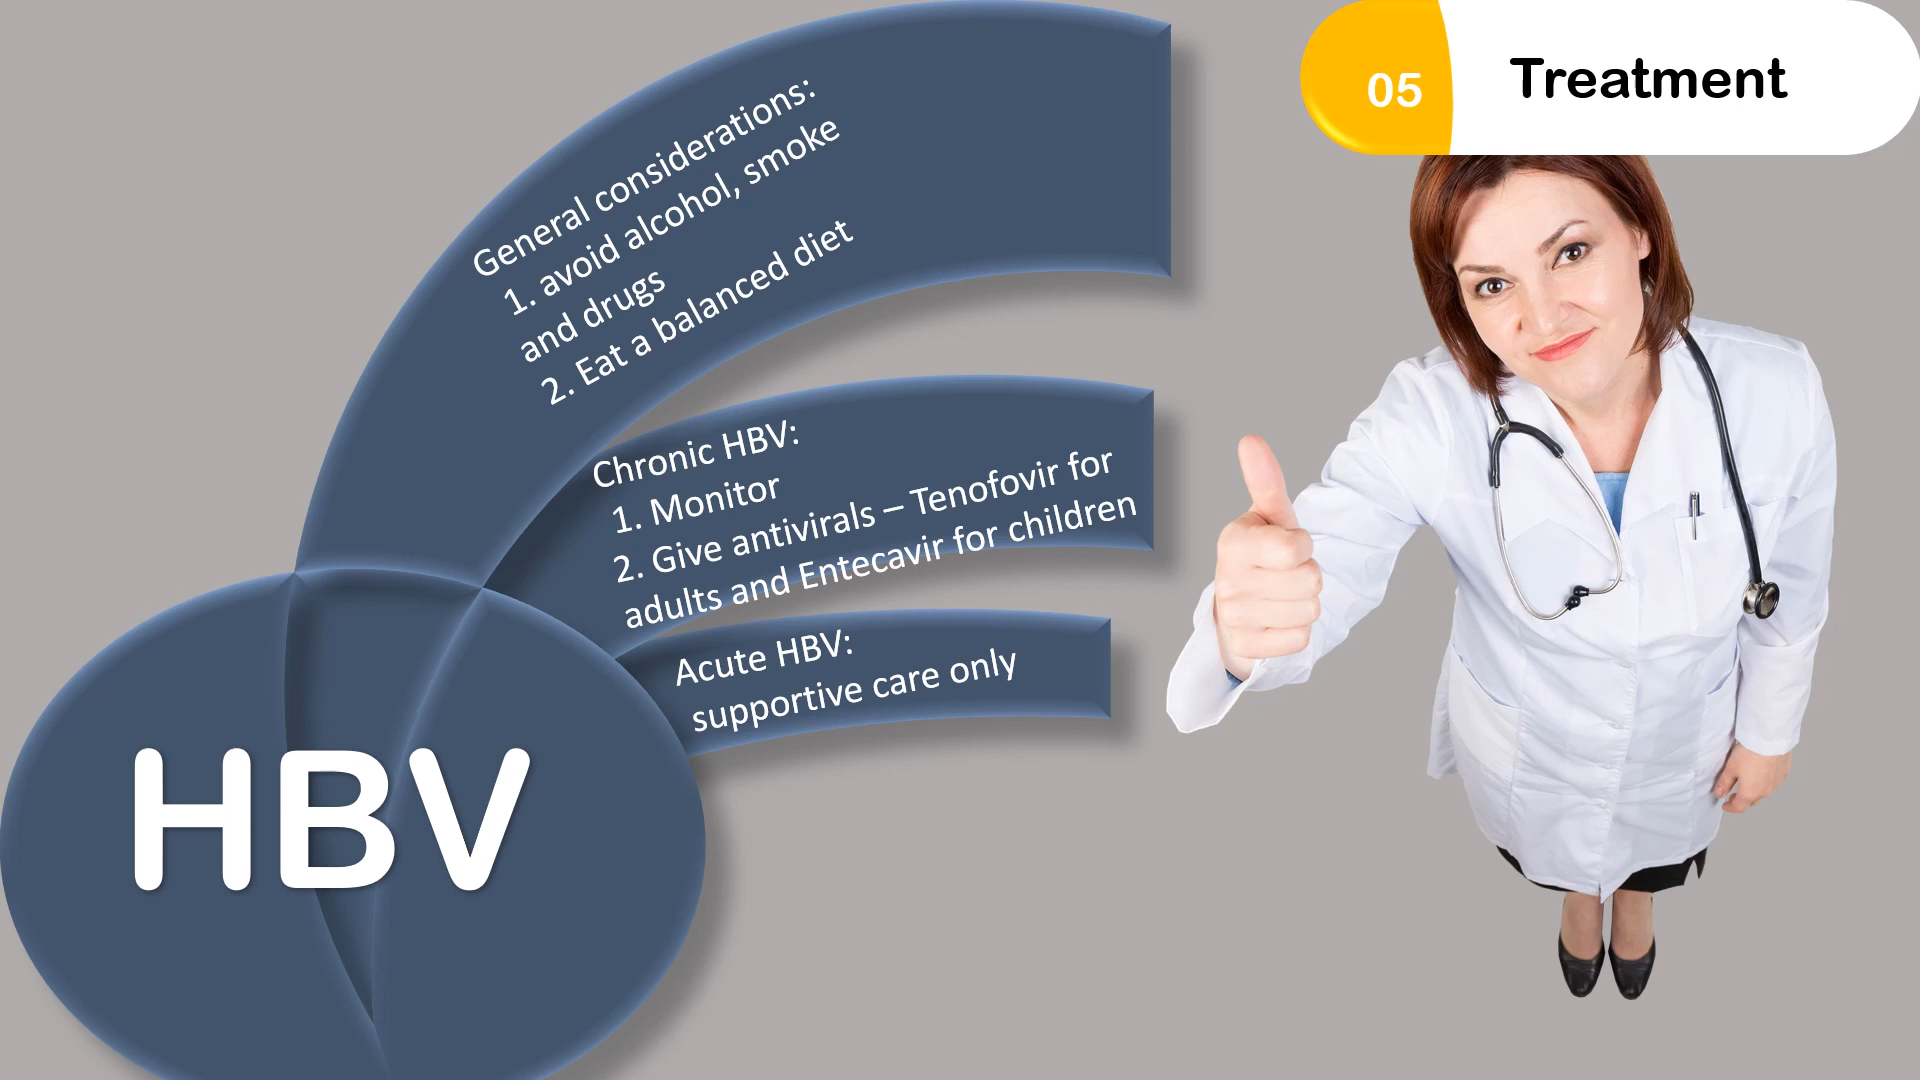 05
Treatment
General considerations:
1. avoid alcohol, smoke
and drugs
2. Eat a balanced diet
Chronic HBV:
1. Monitor
2. Give antivirals – Tenofovir for
adults and Entecavir for children
Acute HBV:
supportive care only
HBV